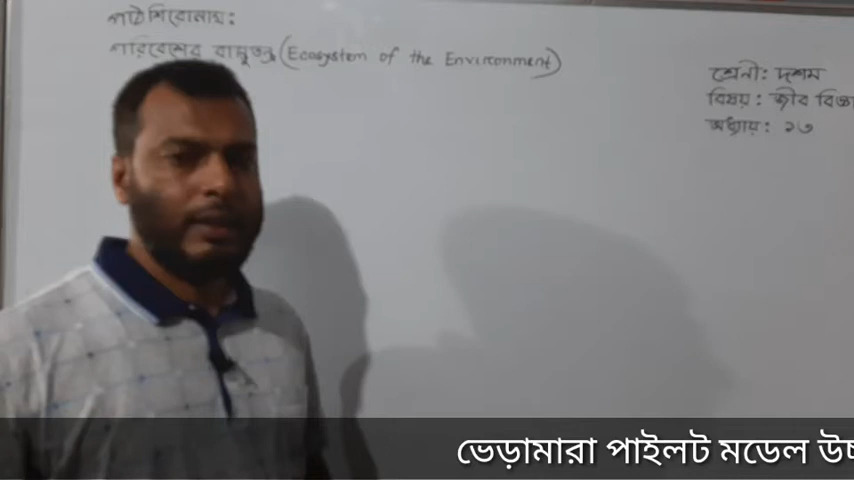 পাঠ শিরোনাম:
পরিবেশের বাস্তুতন্ত্র (Ecosystem of the Environment)
শ্রেনী: দশম
বিষয়: জীব
অধ্যায়: ১৩
ভেড়ামারা পাইলট মডেল